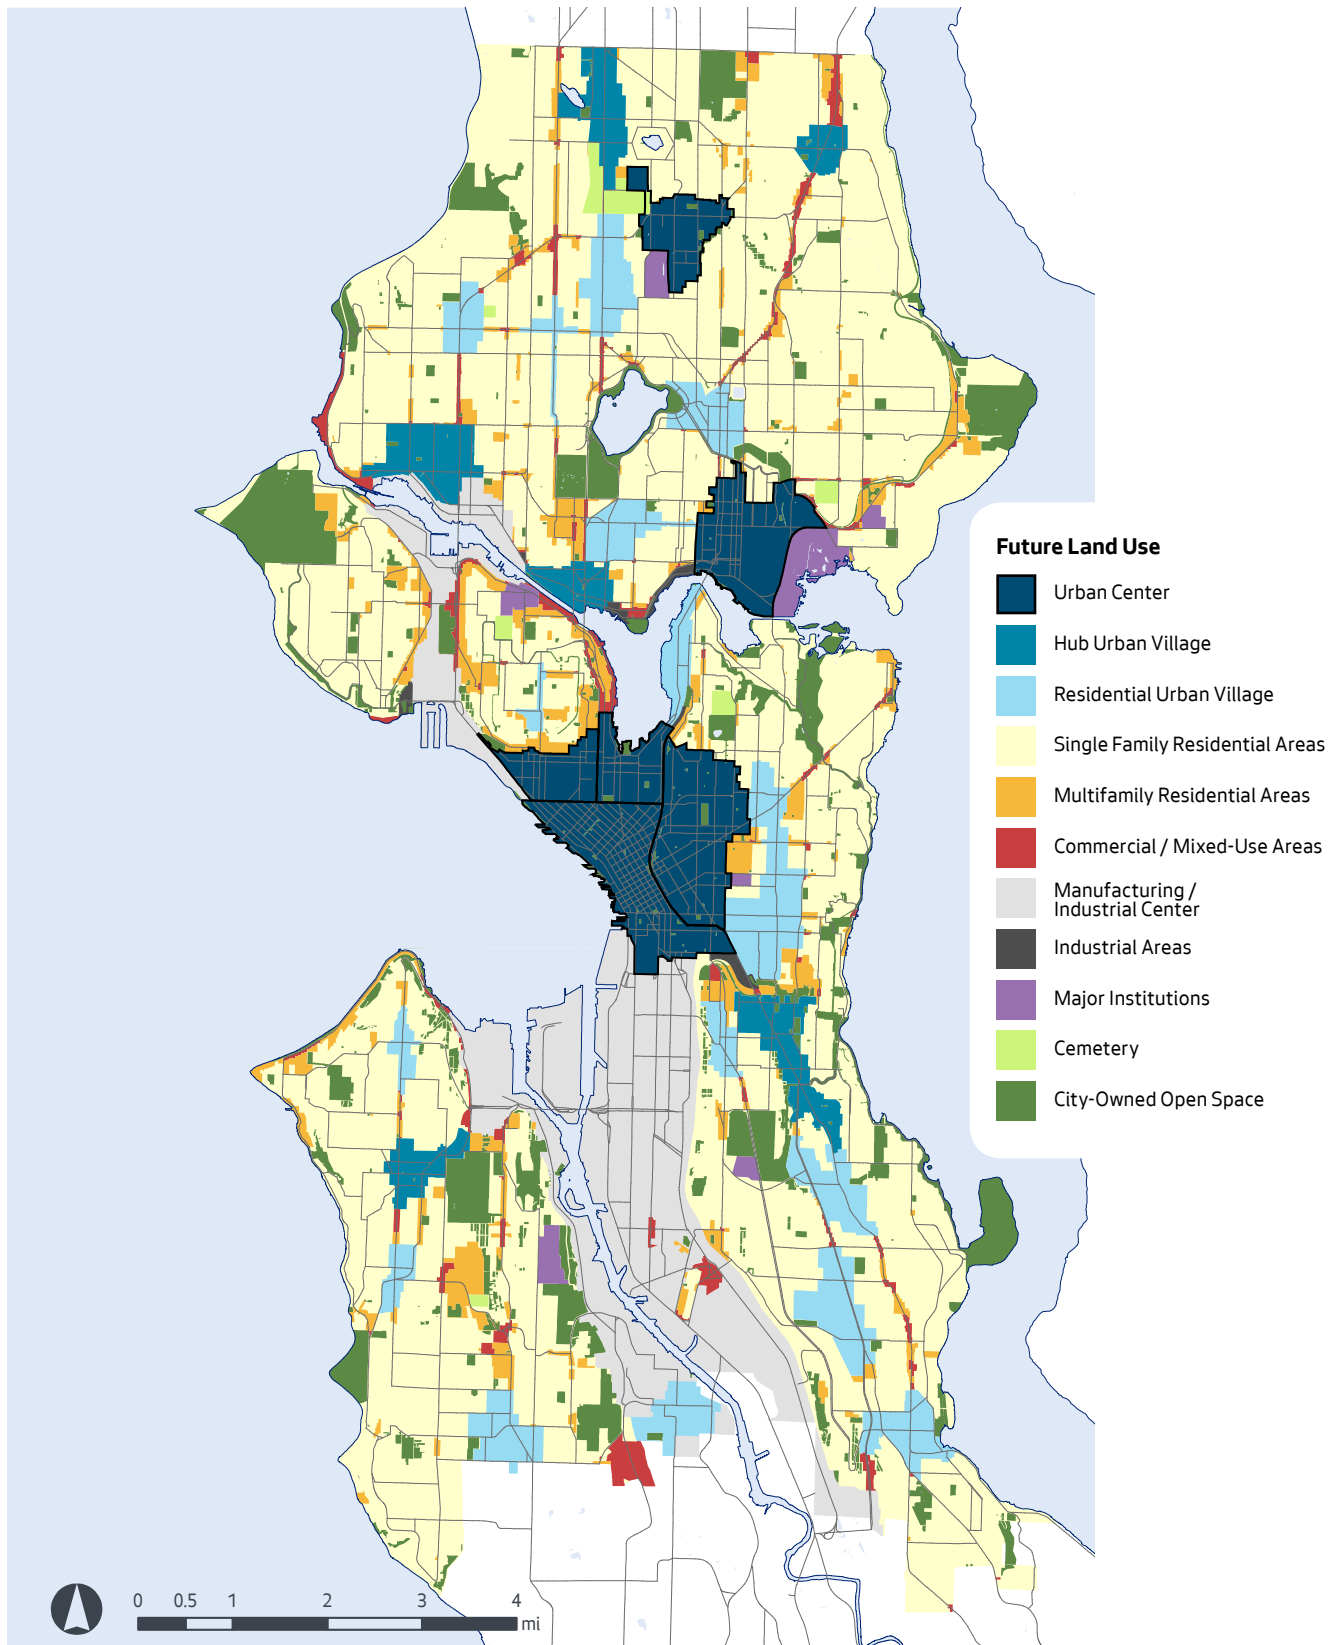 Future Land Use
Urban Center
Hub Urban Village
Residential Urban Village
Single Family Residential Areas
Multifamily Residential Areas
Commercial / Mixed-Use Areas
Manufacturing /
Industrial Center
Industrial Areas
Major Institutions
Cemetery
City-Owned Open Space
0 0.5 1 2 3 4
mi